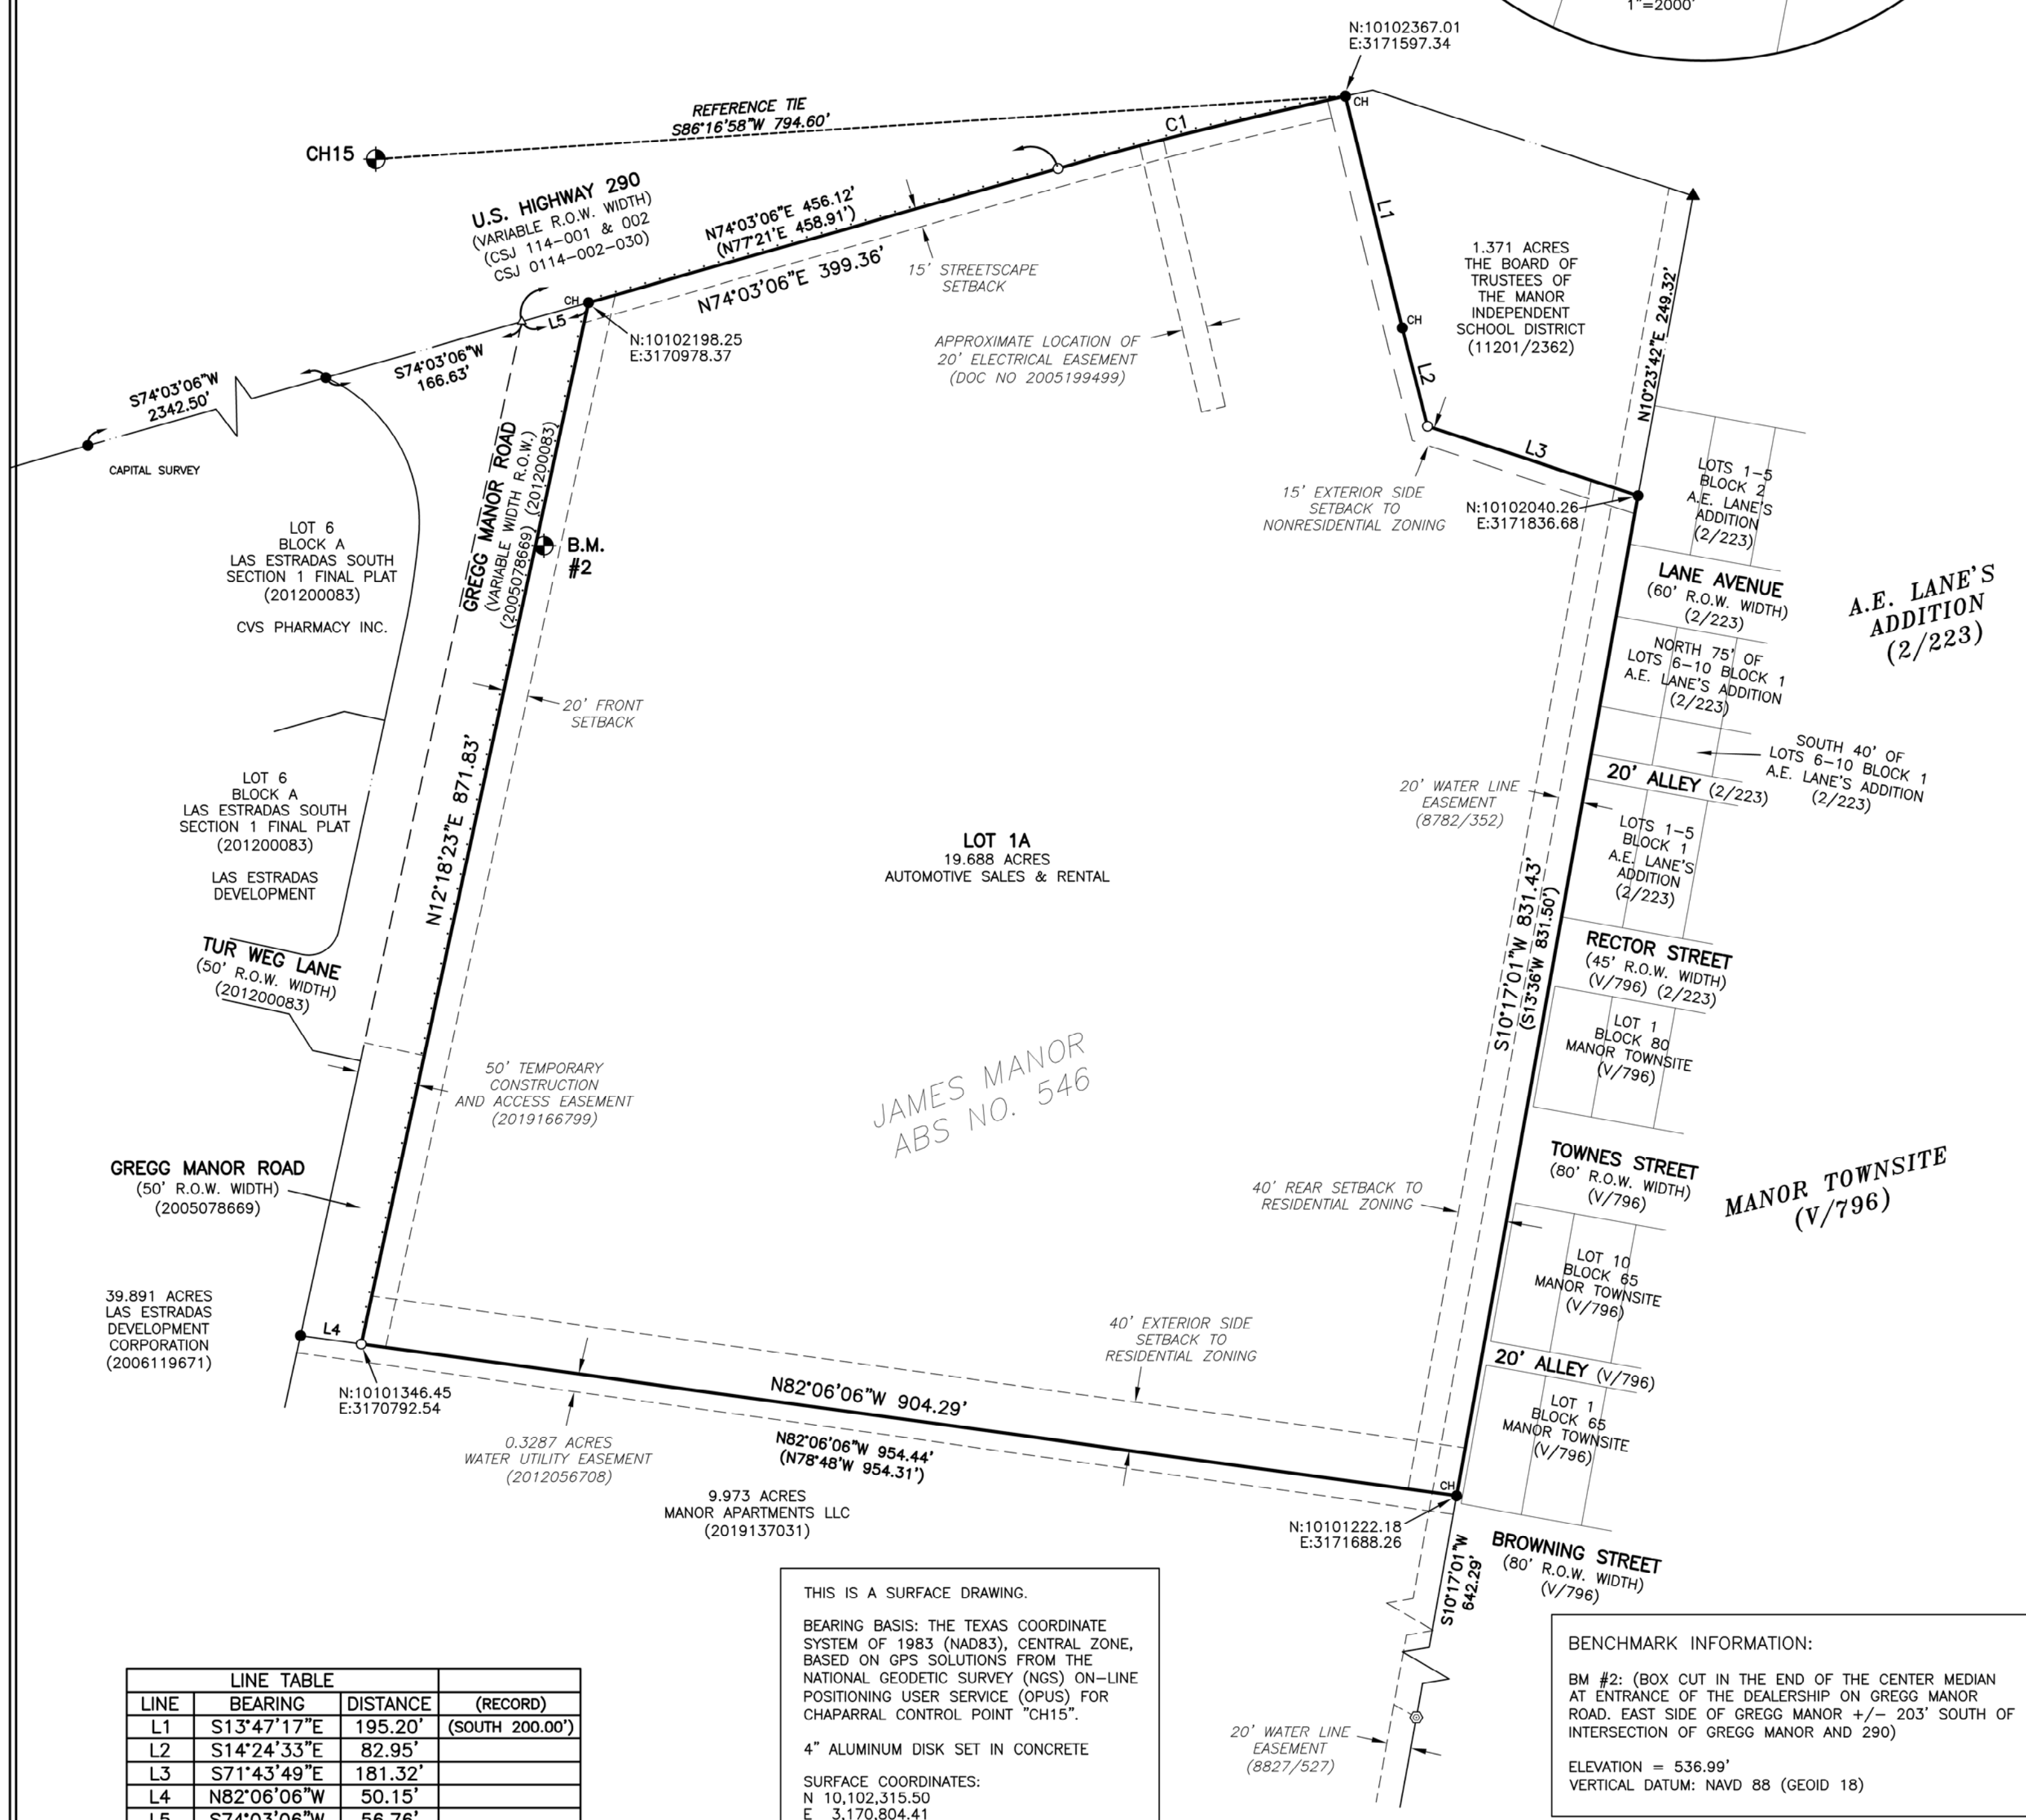 1"=2000'
N:10102367.01
E:3171597.34
REFERENCE TIE
S86°16'58"W 794.60'
CH15
CH
C1
U.S. HIGHWAY 290
(VARIABLE R.O.W. WIDTH)
(CSJ 114-001 & 002
CSJ 0114-002-030)
N74°03'06"E 456.12'
(N77°21'E 458.91')
N74°03'06"E 399.36'
15' STREETSCAPE
SETBACK
L1
1.371 ACRES
THE BOARD OF
TRUSTEES OF
THE MANOR
INDEPENDENT
SCHOOL DISTRICT
(11201/2362)
N10°23'42"E 249.32'
CH
L5
N:10102198.25
E:3170978.37
APPROXIMATE LOCATION OF
20' ELECTRICAL EASEMENT
(DOC NO 2005199499)
CH
L2
S74°03'06"W
166.63'
S74°03'06"W
2342.50'
CAPITAL SURVEY
L3
15' EXTERIOR SIDE
SETBACK TO
NONRESIDENTIAL ZONING
N:10102040.26
E:3171836.68
LOTS 1-5
BLOCK 2
A.E. LANE'S
ADDITION
(2/223)
GREGG MANOR ROAD
(VARIABLE WIDTH R.O.W.)
(2005078669) (201200083)
B.M.
#2
LOT 6
BLOCK A
LAS ESTRADAS SOUTH
SECTION 1 FINAL PLAT
(201200083)
CVS PHARMACY INC.
LANE AVENUE
(60' R.O.W. WIDTH)
(2/223)
A.E. LANE'S
ADDITION
(2/223)
NORTH 75' OF
LOTS 6-10 BLOCK 1
A.E. LANE'S ADDITION
(2/223)
20' FRONT
SETBACK
SOUTH 40' OF
LOTS 6-10 BLOCK 1
A.E. LANE'S ADDITION
(2/223)
20' ALLEY (2/223)
20' WATER LINE
EASEMENT
(8782/352)
LOTS 1-5
BLOCK 1
A.E. LANE'S
ADDITION
(2/223)
LOT 6
BLOCK A
LAS ESTRADAS SOUTH
SECTION 1 FINAL PLAT
(201200083)
LAS ESTRADAS
DEVELOPMENT
N12°18'23"E 871.83'
LOT 1A
19.688 ACRES
AUTOMOTIVE SALES & RENTAL
S10°17'01"W 831.43'
(S13°36'W 831.50')
TUR WEG LANE
(50' R.O.W. WIDTH)
(201200083)
RECTOR STREET
(45' R.O.W. WIDTH)
(V/796) (2/223)
LOT 1
BLOCK 80
MANOR TOWNSITE
(V/796)
50' TEMPORARY
CONSTRUCTION
AND ACCESS EASEMENT
(2019166799)
JAMES MANOR
ABS NO. 546
GREGG MANOR ROAD
(50' R.O.W. WIDTH)
(2005078669)
40' REAR SETBACK TO
RESIDENTIAL ZONING
TOWNES STREET
(80' R.O.W. WIDTH)
(V/796)
MANOR TOWNSITE
(V/796)
LOT 10
BLOCK 65
MANOR TOWNSITE
(V/796)
39.891 ACRES
LAS ESTRADAS
DEVELOPMENT
CORPORATION
(2006119671)
L4
40' EXTERIOR SIDE
SETBACK TO
RESIDENTIAL ZONING
20' ALLEY (V/796)
N:10101346.45
E:3170792.54
N82°06'06"W 904.29'
N82°06'06"W 954.44'
(N78°48'W 954.31')
LOT 1
BLOCK 65
MANOR TOWNSITE
(V/796)
0.3287 ACRES
WATER UTILITY EASEMENT
(2012056708)
CH
9.973 ACRES
MANOR APARTMENTS LLC
(2019137031)
N:10101222.18
E:3171688.26
S10°17'01"W
642.29'
BROWNING STREET
(80' R.O.W. WIDTH)
(V/796)
20' WATER LINE
EASEMENT
(8827/527)
LINE TABLE
LINE BEARING DISTANCE (RECORD)
L1 S13°47'17"E 195.20' (SOUTH 200.00')
L2 S14°24'33"E 82.95'
L3 S71°43'49"E 181.32'
L4 N82°06'06"W 50.15'
L5 S74°03'06"W 56.76'
THIS IS A SURFACE DRAWING.
BEARING BASIS: THE TEXAS COORDINATE
SYSTEM OF 1983 (NAD83), CENTRAL ZONE,
BASED ON GPS SOLUTIONS FROM THE
NATIONAL GEODETIC SURVEY (NGS) ON-LINE
POSITIONING USER SERVICE (OPUS) FOR
CHAPARRAL CONTROL POINT "CH15".
4" ALUMINUM DISK SET IN CONCRETE
SURFACE COORDINATES:
N 10,102,315.50
E 3,170,804.41
BENCHMARK INFORMATION:
BM #2: (BOX CUT IN THE END OF THE CENTER MEDIAN
AT ENTRANCE OF THE DEALERSHIP ON GREGG MANOR
ROAD. EAST SIDE OF GREGG MANOR +/- 203' SOUTH OF
INTERSECTION OF GREGG MANOR AND 290)
ELEVATION = 536.99'
VERTICAL DATUM: NAVD 88 (GEOID 18)